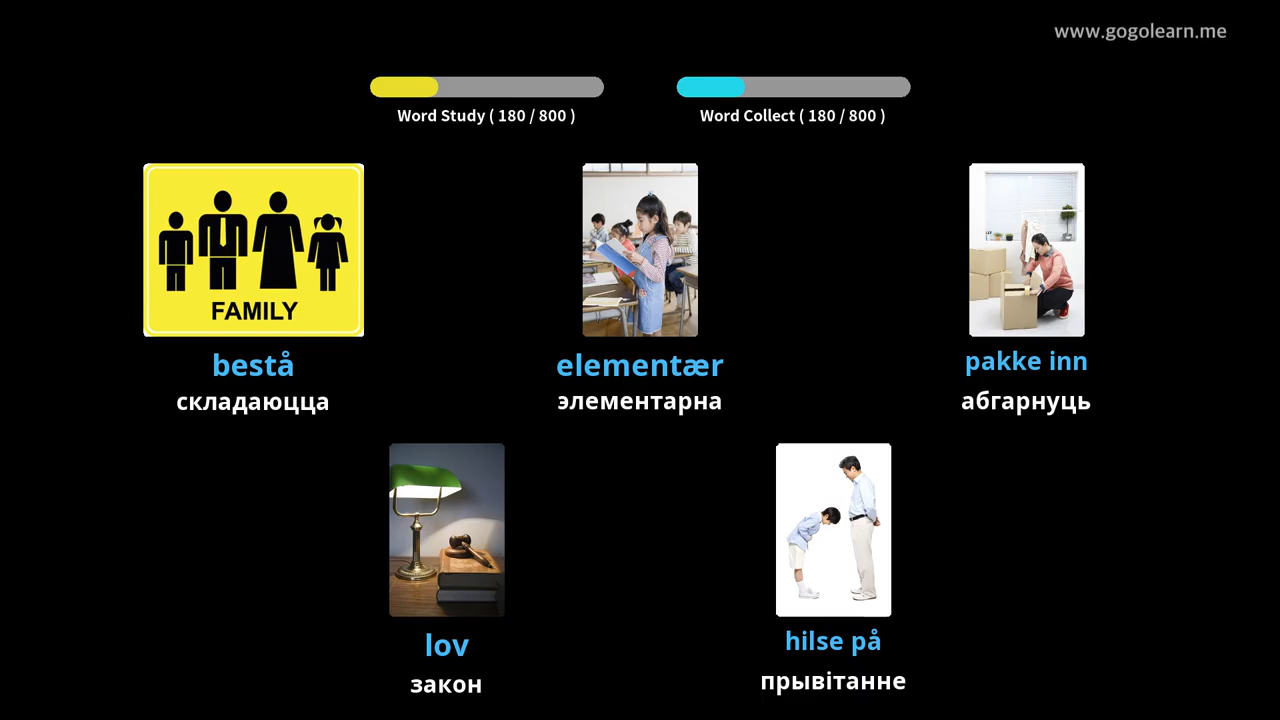 www.gogolearn.me
Word Study ( 180 / 800 )
Word Collect ( 180 / 800 )
FAMILY
bestå
складаюцца
elementær
элементарна
pakke inn
абгарнуць
lov
закон
hilse på
прывітанне